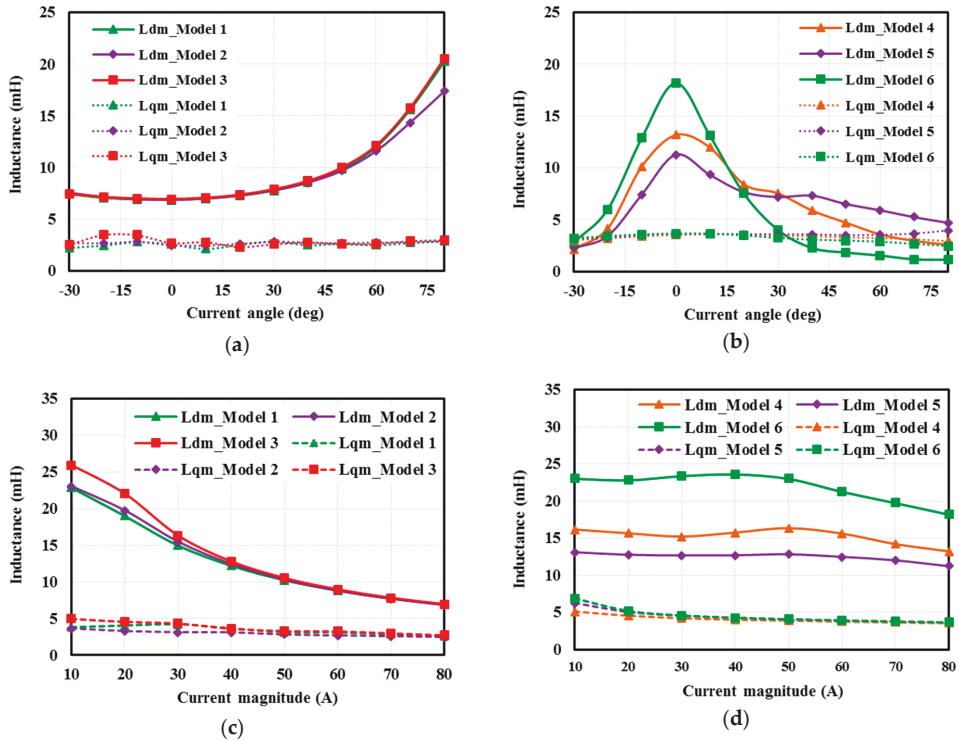 25
20
15
10
5
0
Inductance (mH)
Ldm_Model 1
Ldm_Model 2
Ldm_Model 3
Lqm_Model 1
Lqm_Model 2
Lqm_Model 3
-30 -15 0 15 30 45 60 75
Current angle (deg)
(a)
25
20
15
10
5
0
Inductance (mH)
Ldm_Model 4
Ldm_Model 5
Ldm_Model 6
Lqm_Model 4
Lqm_Model 5
Lqm_Model 6
-30 -15 0 15 30 45 60 75
Current angle (deg)
(b)
35
30
25
20
15
10
5
0
Inductance (mH)
Ldm_Model 1 Ldm_Model 2
Ldm_Model 3 Lqm_Model 1
Lqm_Model 2 Lqm_Model 3
10 20 30 40 50 60 70 80
Current magnitude (A)
(c)
35
30
25
20
15
10
5
0
Inductance (mH)
Ldm_Model 4 Ldm_Model 5
Ldm_Model 6 Lqm_Model 4
Lqm_Model 5 Lqm_Model 6
10 20 30 40 50 60 70 80
Current magnitude (A)
(d)